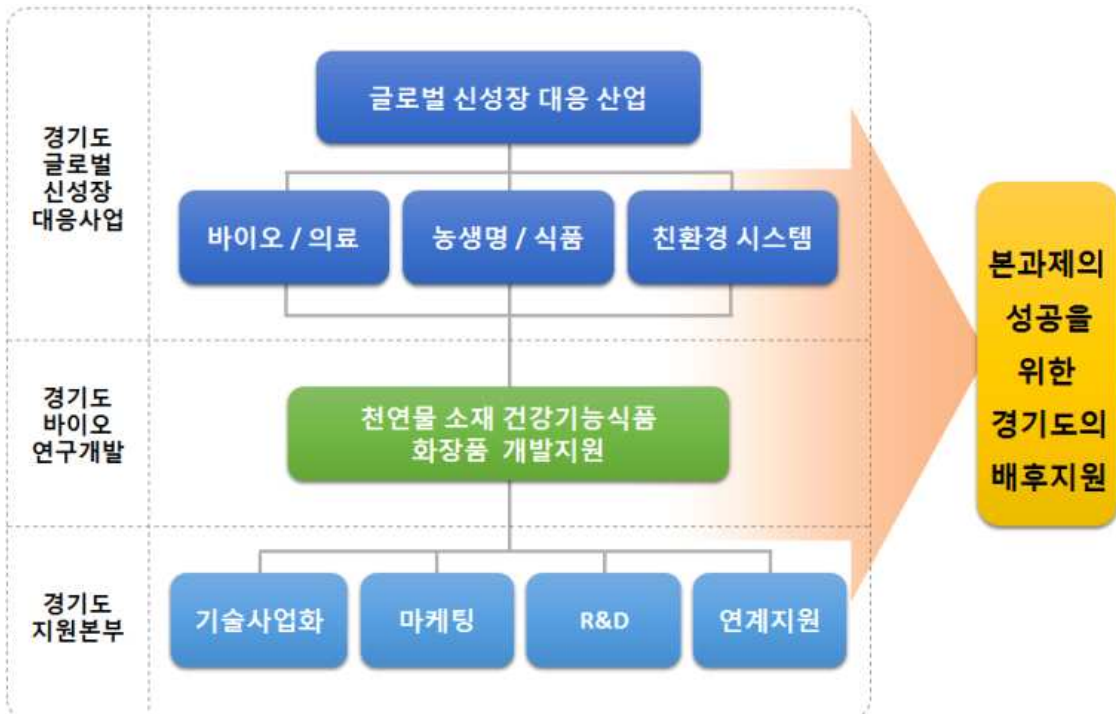 경기도
글로벌
신성장
대응사업
글로벌 신성장 대응 산업
바이오 / 의료
농생명 / 식품
친환경 시스템
경기도
바이오
연구개발
천연물 소재 건강기능식품
화장품 개발지원
경기도
지원본부
기술사업화
마케팅
R&D
연계지원
본과제의
성공을
위한
경기도의
배후지원